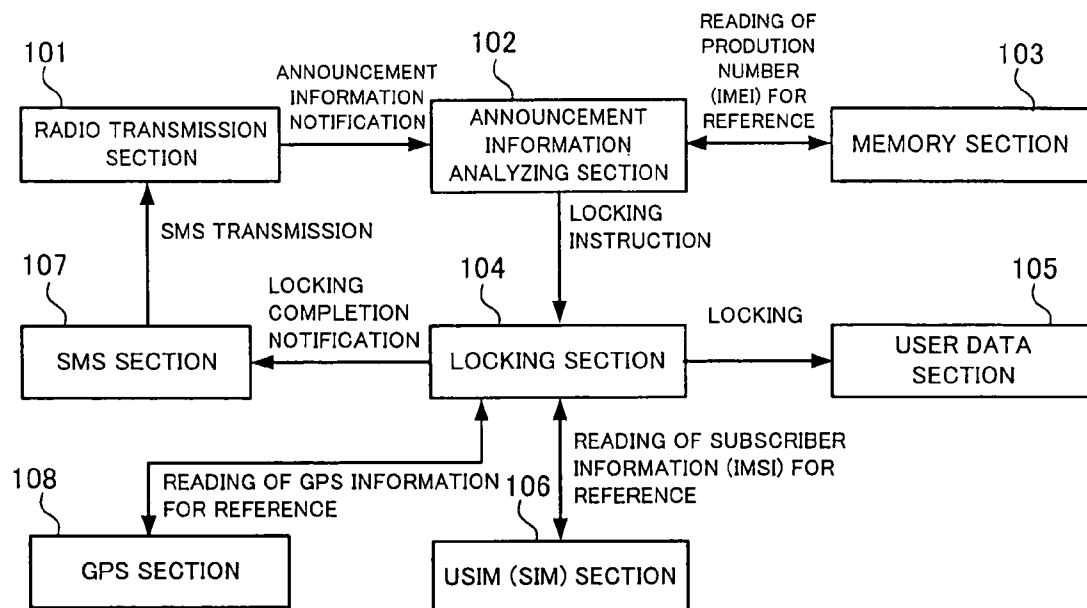 101
RADIO TRANSMISSION
SECTION
ANNOUNCEMENT
INFORMATION
NOTIFICATION
102
ANNOUNCEMENT
INFORMATION
ANALYZING SECTION
READING OF
PRODUTION
NUMBER
(IMEI) FOR
REFERENCE
103
MEMORY SECTION
SMS TRANSMISSION
LOCKING
INSTRUCTION
107
SMS SECTION
LOCKING
COMPLETION
NOTIFICATION
104
LOCKING SECTION
LOCKING
105
USER DATA
SECTION
108
GPS SECTION
READING OF GPS INFORMATION
FOR REFERENCE
READING OF SUBSCRIBER
INFORMATION (IMSI) FOR
REFERENCE
106
USIM (SIM) SECTION